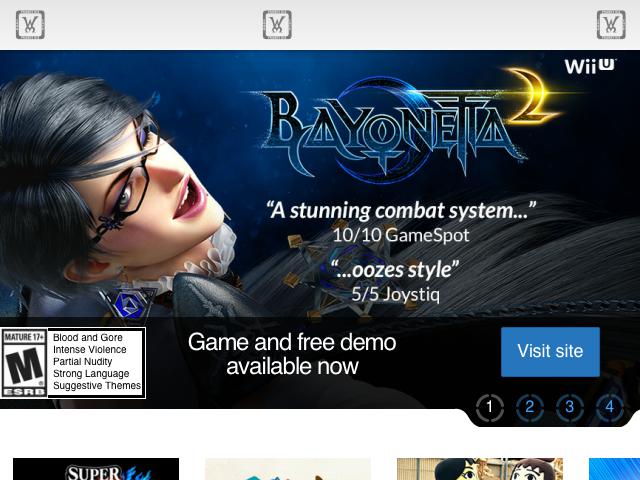 Wii U
BAYONETTA 2
“A stunning combat system...”
10/10 GameSpot
“...oozes style”
5/5 Joystiq
MATURE 17+
M
ESRB
Blood and Gore
Intense Violence
Partial Nudity
Strong Language
Suggestive Themes
Game and free demo
available now
Visit site
1 2 3 4
SUPER